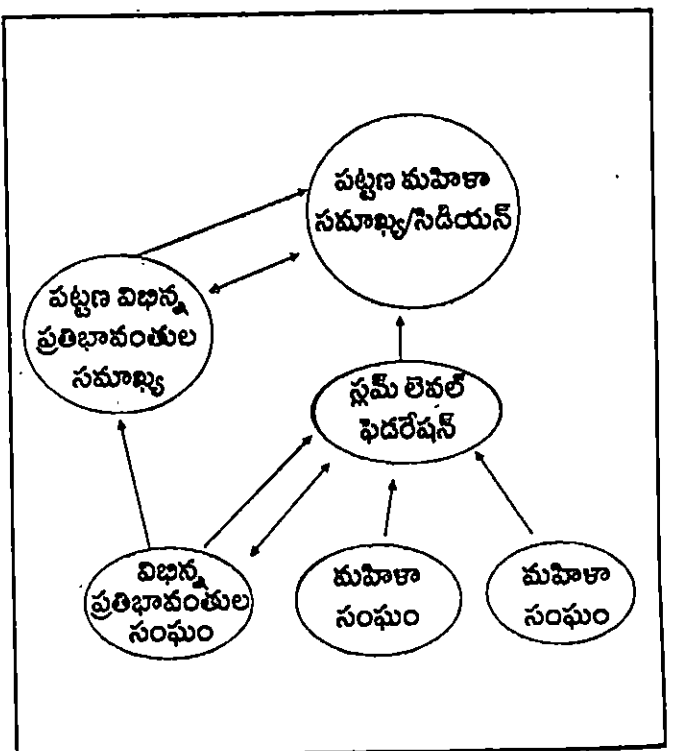 పట్టణ మహిళా
సమాఖ్య/సిడియన్
పట్టణ విభిన్న
ప్రతిభావంతుల
సమాఖ్య
స్లమ్ లెవల్
ఫెడరేషన్
విభిన్న
ప్రతిభావంతుల
సంఘం
మహిళా
సంఘం
మహిళా
సంఘం